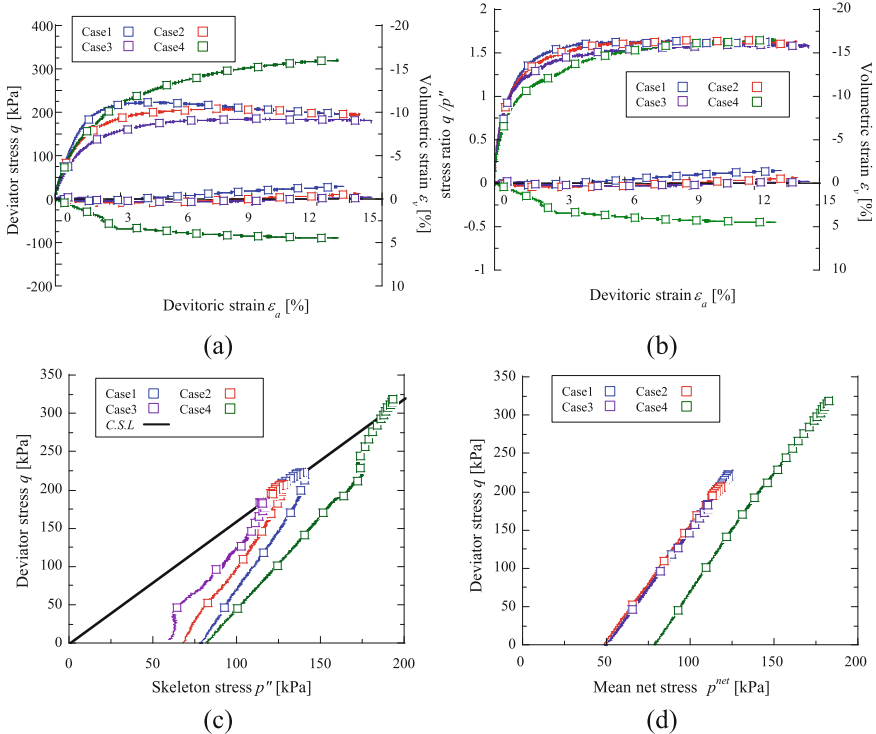 Case1 Case2
Case3 Case4
400
300
200
100
0
-100
-200
-20
-15
-10
-5
0
5
10
0 3 6 9 12 15
Deviator stress q [kPa]
Volumetric strain ε_v [%]
Devitoric strain ε_a [%]
(a)
Case1 Case2
Case3 Case4
2
1.5
1
0.5
0
-0.5
-1
-20
-15
-10
-5
0
5
10
0 3 6 9 12 15
stress ratio q /p″
Volumetric strain ε_v [%]
Devitoric strain ε_a [%]
(b)
Case1 Case2
Case3 Case4
C.S.L
350
300
250
200
150
100
50
0
0 50 100 150 200
Deviator stress q [kPa]
Skeleton stress p″ [kPa]
(c)
Case1 Case2
Case3 Case4
350
300
250
200
150
100
50
0
0 50 100 150 200
Deviator stress q [kPa]
Mean net stress p^net [kPa]
(d)